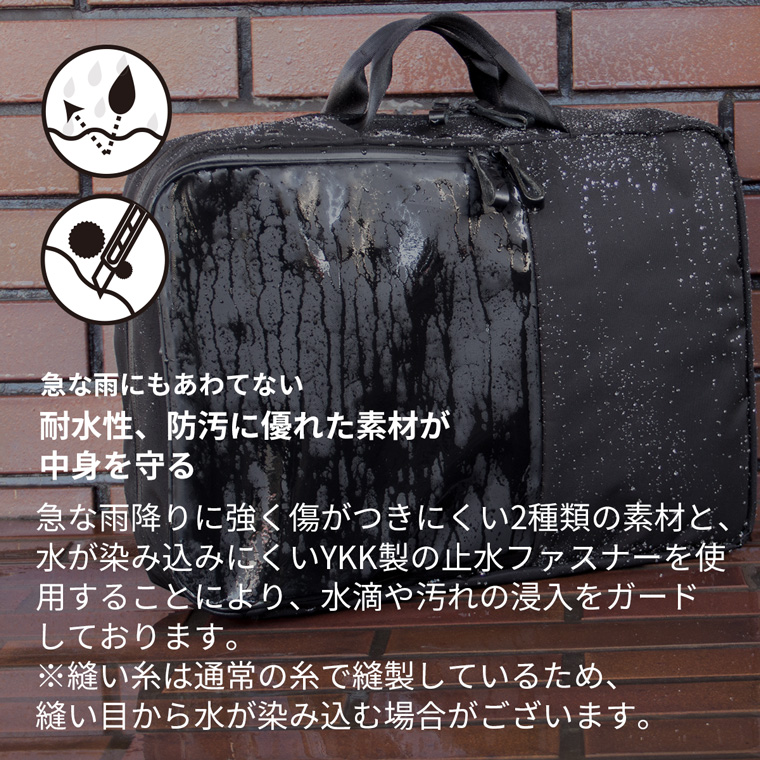 急な雨にもあわてない
耐水性、防汚に優れた素材が
中身を守る
急な雨降りに強く傷がつきにくい2種類の素材と、
水が染み込みにくいYKK製の止水ファスナーを使
用することにより、水滴や汚れの浸入をガード
しております。
※縫い糸は通常の糸で縫製しているため、
縫い目から水が染み込む場合がございます。